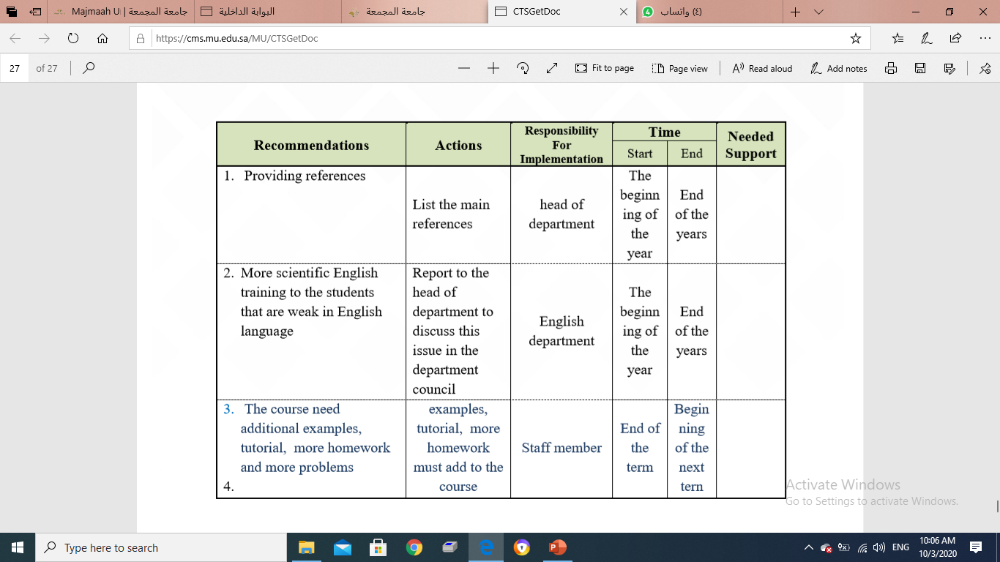 Majmaah Ui | جامعة المجمعة
البوابة الداخلية
جامعة المجمعة
CTSGetDoc
(٤) واتساب
https://cms.mu.edu.sa/MU/CTSGetDoc
27 of 27
Fit to page
Page view
Read aloud
Add notes
Recommendations
Actions
Responsibility
For
Implementation
Time
Start
End
Needed
Support
1. Providing references
List the main
references
head of
department
The
beginn
ing of
the
year
End
of the
years
2. More scientific English
training to the students
that are weak in English
language
Report to the
head of
department to
discuss this
issue in the
department
council
English
department
The
beginn
ing of
the
year
End
of the
years
3. The course need
additional examples,
tutorial, more homework
and more problems
4.
examples,
tutorial, more
homework
must add to the
course
Staff member
End of
the
term
Begin
ning
of the
next
tern
Activate Windows
Go to Settings to activate Windows.
Type here to search
ENG
10:06 AM
10/3/2020